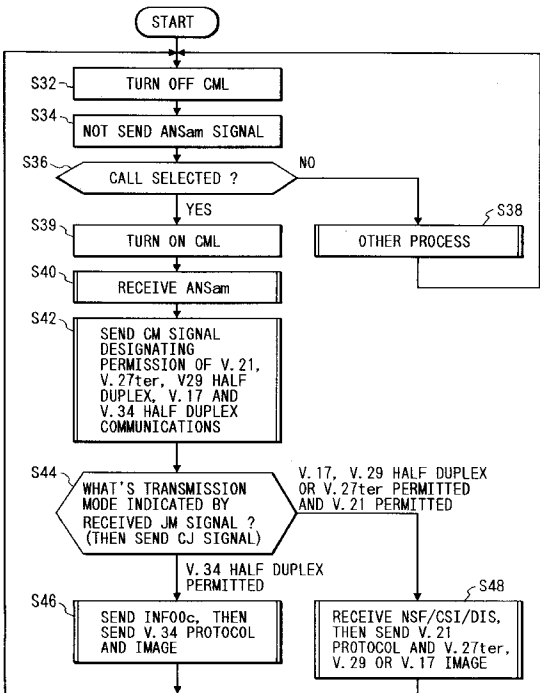 START
S32
TURN OFF CML
S34
NOT SEND ANSam SIGNAL
S36
CALL SELECTED ?
NO
YES
S38
OTHER PROCESS
S39
TURN ON CML
S40
RECEIVE ANSam
S42
SEND CM SIGNAL
DESIGNATING
PERMISSION OF V.21,
V.27ter, V29 HALF
DUPLEX, V.17 AND
V.34 HALF DUPLEX
COMMUNICATIONS
S44
WHAT'S TRANSMISSION
MODE INDICATED BY
RECEIVED JM SIGNAL ?
(THEN SEND CJ SIGNAL)
V.17, V.29 HALF DUPLEX
OR V.27ter PERMITTED
AND V.21 PERMITTED
V.34 HALF DUPLEX
PERMITTED
S46
SEND INFO0c, THEN
SEND V.34 PROTOCOL
AND IMAGE
S48
RECEIVE NSF/CSI/DIS,
THEN SEND V.21
PROTOCOL AND V.27ter,
V.29 OR V.17 IMAGE